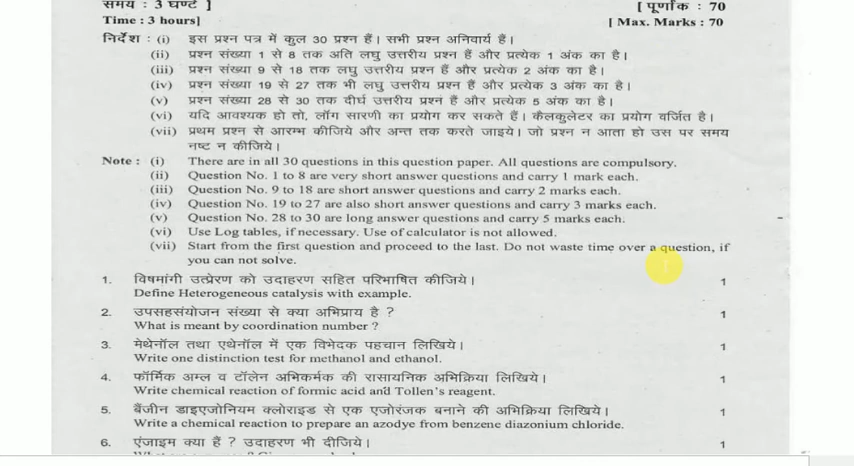 समय : 3 घण्टे ]
[ पूर्णांक : 70
Time : 3 hours]
[ Max. Marks : 70
निर्देश : (i) इस प्रश्न पत्र में कुल 30 प्रश्न हैं। सभी प्रश्न अनिवार्य हैं।
(ii) प्रश्न संख्या 1 से 8 तक अति लघु उत्तरीय प्रश्न हैं और प्रत्येक 1 अंक का है।
(iii) प्रश्न संख्या 9 से 18 तक लघु उत्तरीय प्रश्न हैं और प्रत्येक 2 अंक का है।
(iv) प्रश्न संख्या 19 से 27 तक भी लघु उत्तरीय प्रश्न हैं और प्रत्येक 3 अंक का है।
(v) प्रश्न संख्या 28 से 30 तक दीर्घ उत्तरीय प्रश्न हैं और प्रत्येक 5 अंक का है।
(vi) यदि आवश्यक हो तो, लॉग सारणी का प्रयोग कर सकते हैं। कैलकुलेटर का प्रयोग वर्जित है।
(vii) प्रथम प्रश्न से आरम्भ कीजिये और अन्त तक करते जाइये। जो प्रश्न न आता हो उस पर समय
नष्ट न कीजिये।
Note : (i) There are in all 30 questions in this question paper. All questions are compulsory.
(ii) Question No. 1 to 8 are very short answer questions and carry 1 mark each.
(iii) Question No. 9 to 18 are short answer questions and carry 2 marks each.
(iv) Question No. 19 to 27 are also short answer questions and carry 3 marks each.
(v) Question No. 28 to 30 are long answer questions and carry 5 marks each.
(vi) Use Log tables, if necessary. Use of calculator is not allowed.
(vii) Start from the first question and proceed to the last. Do not waste time over a question, if
you can not solve.
1. विषमांगी उत्प्रेरण को उदाहरण सहित परिभाषित कीजिये। 1
Define Heterogeneous catalysis with example.
2. उपसहसंयोजन संख्या से क्या अभिप्राय है ? 1
What is meant by coordination number ?
3. मेथेनॉल तथा एथेनॉल में एक विभेदक पहचान लिखिये। 1
Write one distinction test for methanol and ethanol.
4. फॉर्मिक अम्ल व टॉलेन अभिकर्मक की रासायनिक अभिक्रिया लिखिये। 1
Write chemical reaction of formic acid and Tollen's reagent.
5. बैंजीन डाइएजोनियम क्लोराइड से एक एजोरंजक बनाने की अभिक्रिया लिखिये। 1
Write a chemical reaction to prepare an azodye from benzene diazonium chloride.
6. एंजाइम क्या हैं ? उदाहरण भी दीजिये। 1